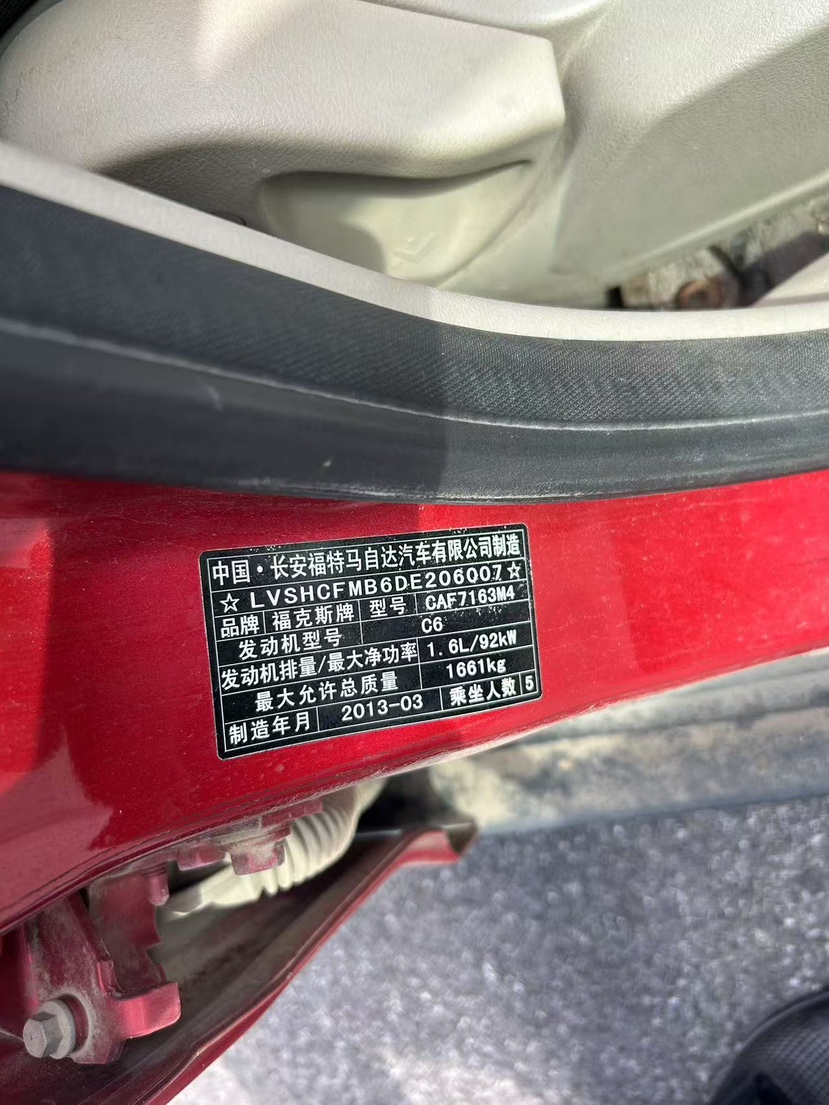 中国·长安福特马自达汽车有限公司制造
☆LVSHCFMB6DE206007☆
品牌 福克斯牌 型号 CAF7163M4
发动机型号 C6
发动机排量/最大净功率 1.6L/92kW
最大允许总质量 1661kg
制造年月 2013-03 乘坐人数 5